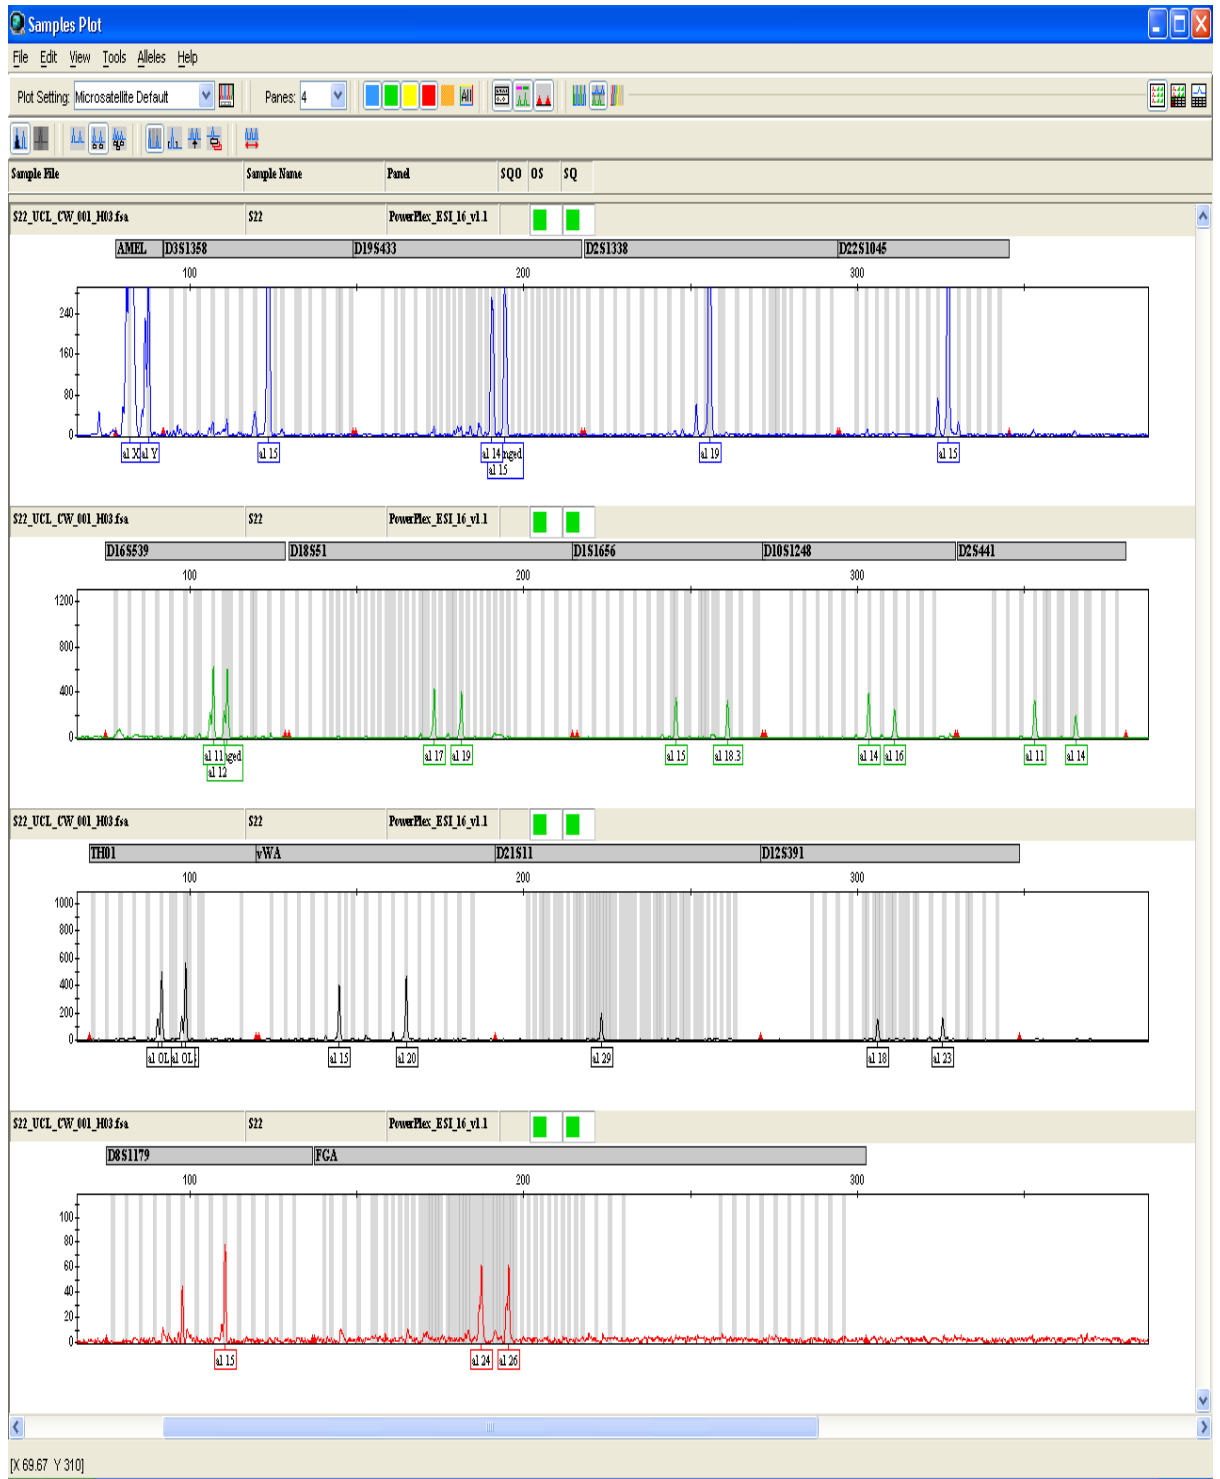 Samples Plot
File Edit View Tools Alleles Help
Plot Setting: Microsatellite Default Panes: 4 All
Sample File Sample Name Panel SQO OS SQ
S22_UCL_CW_001_H03.fsa S22 PowerPlex_ESI_16_v1.1
AMEL D3S1358 D19S433 D2S1338 D22S1045
100 200 300
240
160
80
0
al X al Y al 15 al 14 nged al 19 al 15
al 15
S22_UCL_CW_001_H03.fsa S22 PowerPlex_ESI_16_v1.1
D16S539 D18S51 D1S1656 D10S1248 D2S441
100 200 300
1200
800
400
0
al 11 ged al 17 al 19 al 15 al 18.3 al 14 al 16 al 11 al 14
al 12
S22_UCL_CW_001_H03.fsa S22 PowerPlex_ESI_16_v1.1
TH01 vWA D21S11 D12S391
100 200 300
1000
800
600
400
200
0
al OL al OL al 15 al 20 al 29 al 18 al 23
S22_UCL_CW_001_H03.fsa S22 PowerPlex_ESI_16_v1.1
D8S1179 FGA
100 200 300
100
80
60
40
20
0
al 15 al 24 al 26
[X 69.67 Y 310]